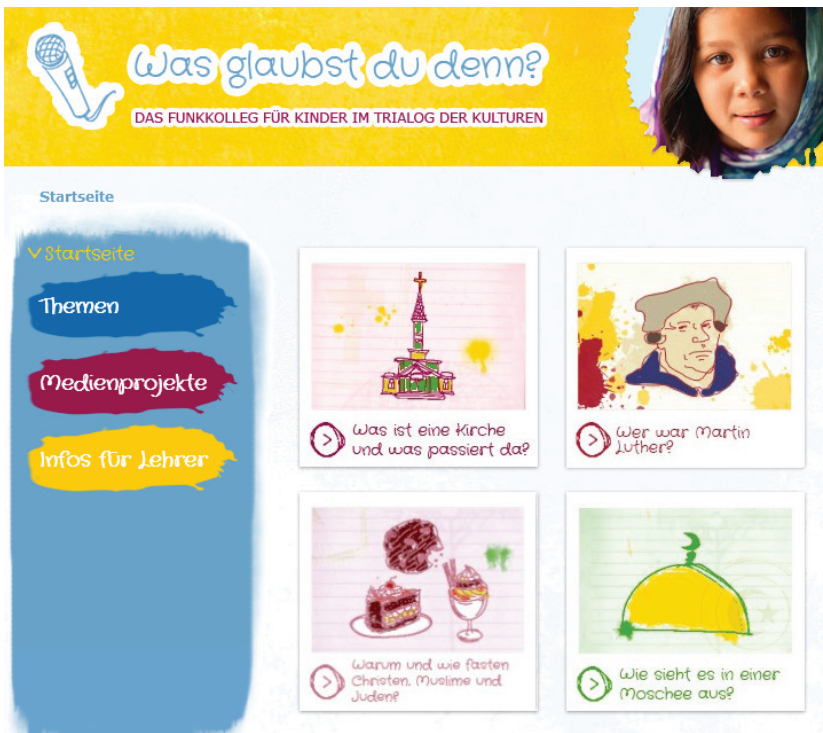 Was glaubst du denn?
DAS FUNKKOLLEG FÜR KINDER IM TRIALOG DER KULTUREN
Startseite
Startseite
Themen
Medienprojekte
Infos für Lehrer
Was ist eine Kirche
und was passiert da?
Wer war Martin
Luther?
Warum und wie fasten
Christen, Muslime und
Juden?
Wie sieht es in einer
Moschee aus?